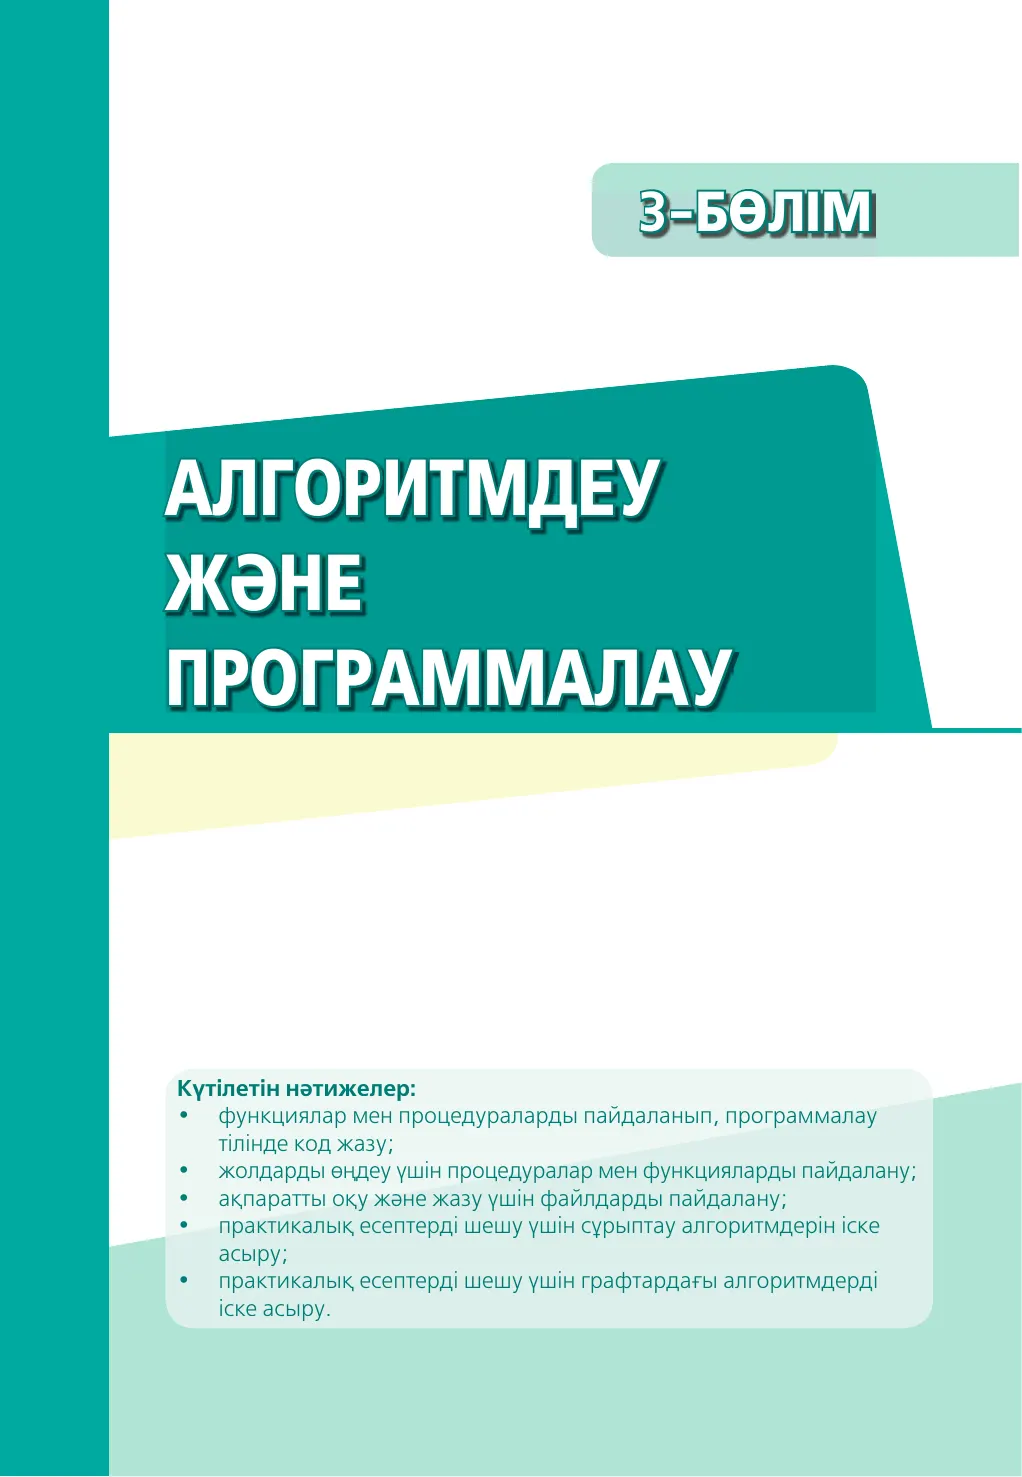 3–БӨЛІМ
АЛГОРИТМДЕУ
ЖӘНЕ
ПРОГРАММАЛАУ
Күтілетін нәтижелер:
• функциялар мен процедураларды пайдаланып, программалау
тілінде код жазу;
• жолдарды өңдеу үшін процедуралар мен функцияларды пайдалану;
• ақпаратты оқу және жазу үшін файлдарды пайдалану;
• практикалық есептерді шешу үшін сұрыптау алгоритмдерін іске
асыру;
• практикалық есептерді шешу үшін графтардағы алгоритмдерді
іске асыру.